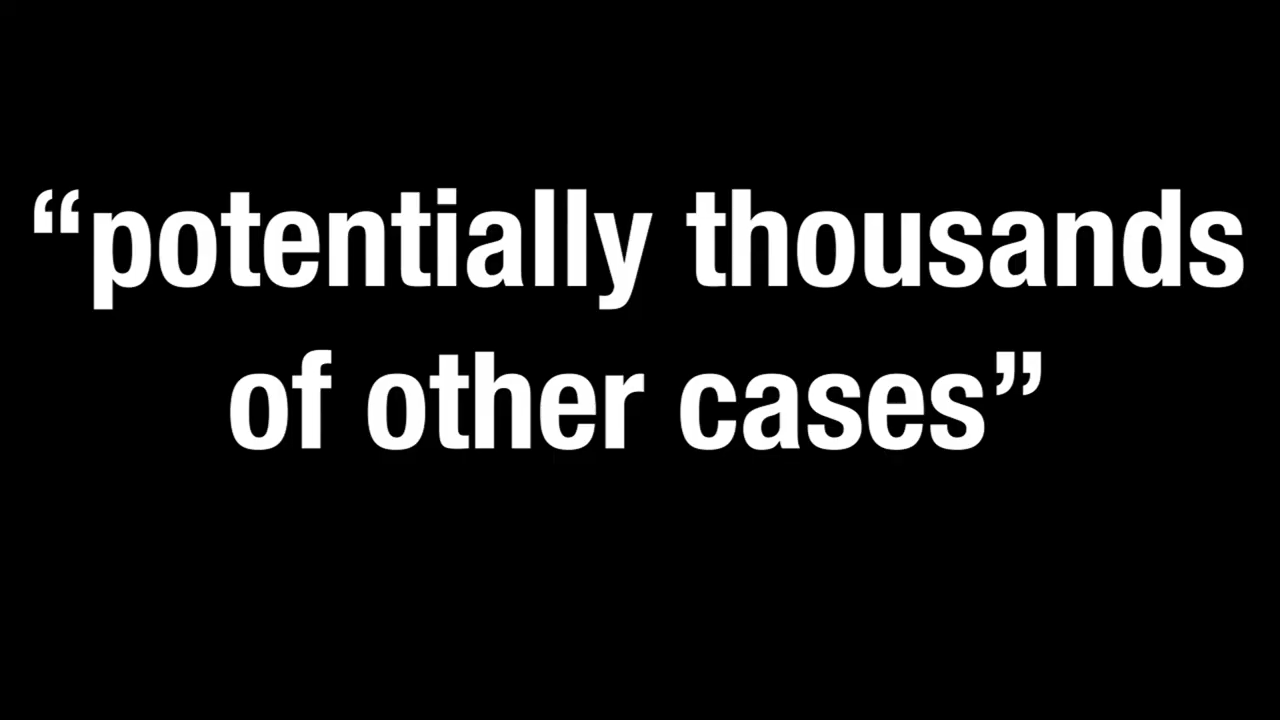 “potentially thousands
of other cases”